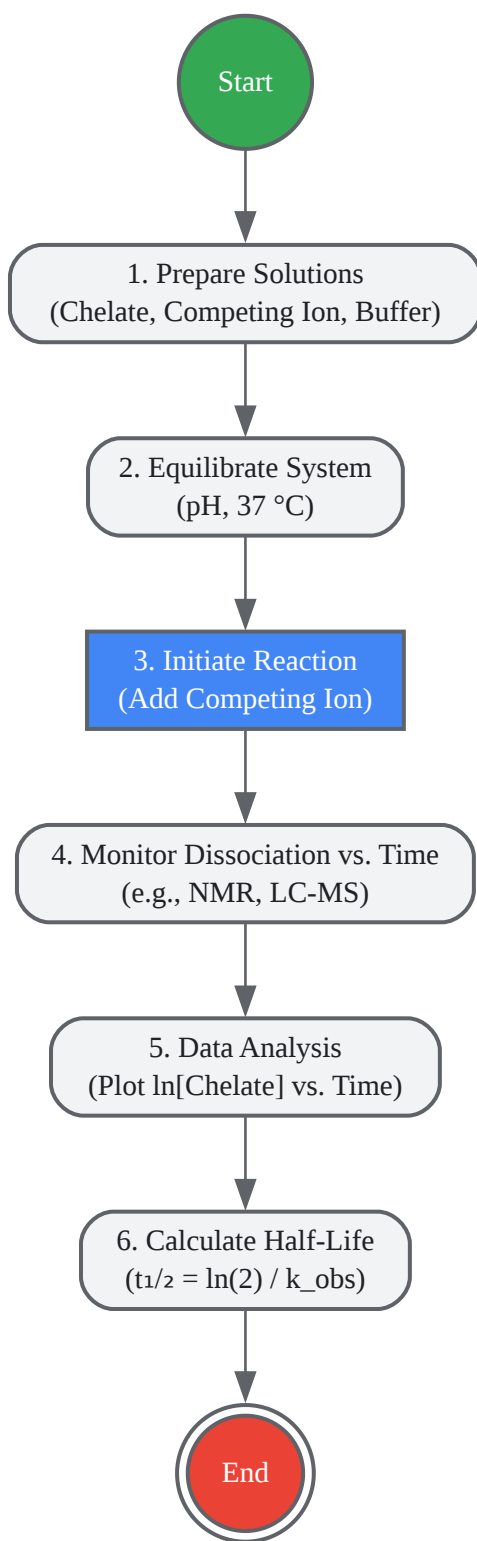 Start
1. Prepare Solutions
(Chelate, Competing Ion, Buffer)
2. Equilibrate System
(pH, 37 °C)
3. Initiate Reaction
(Add Competing Ion)
4. Monitor Dissociation vs. Time
(e.g., NMR, LC-MS)
5. Data Analysis
(Plot ln[Chelate] vs. Time)
6. Calculate Half-Life
(t₁/₂ = ln(2) / k_obs)
End